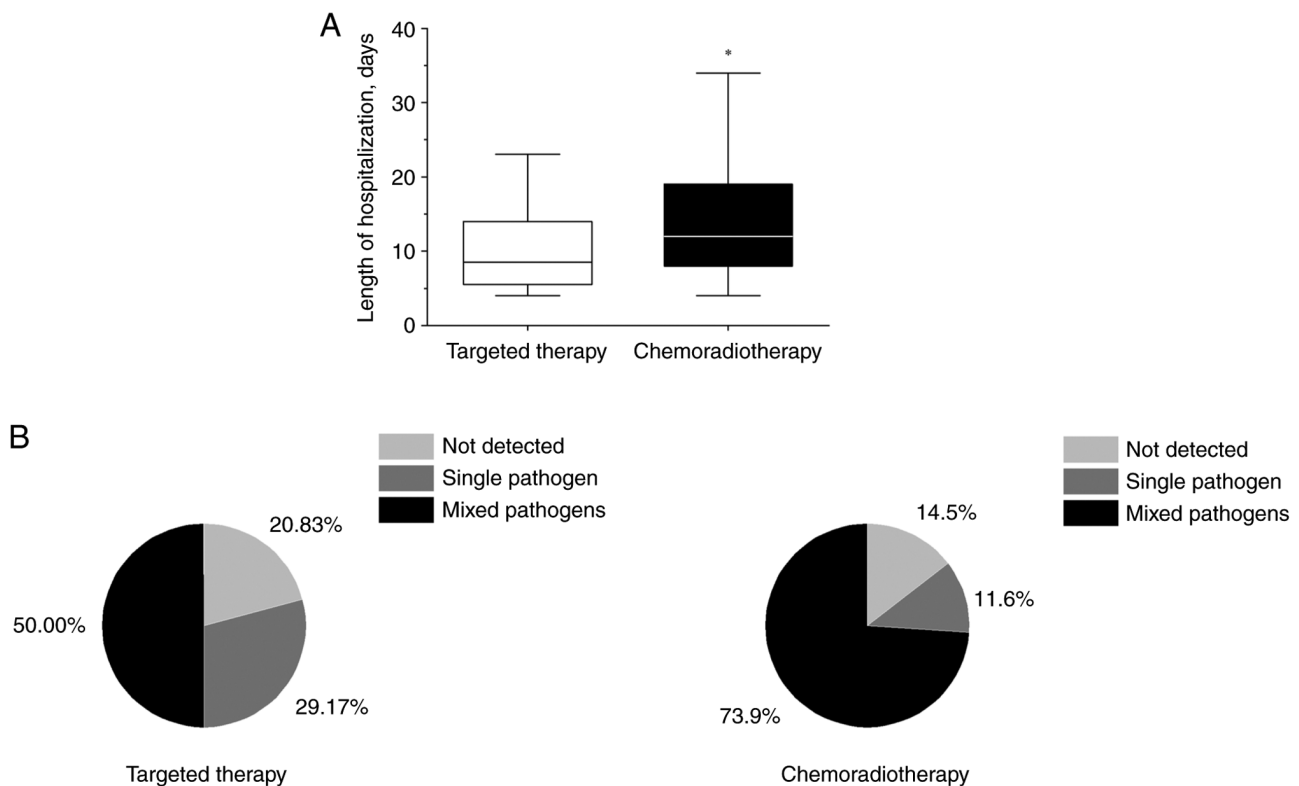 A
Length of hospitalization, days
40
30
20
10
0
*
Targeted therapy
Chemoradiotherapy
B
Not detected
Single pathogen
Mixed pathogens
20.83%
50.00%
29.17%
Targeted therapy
Not detected
Single pathogen
Mixed pathogens
14.5%
11.6%
73.9%
Chemoradiotherapy